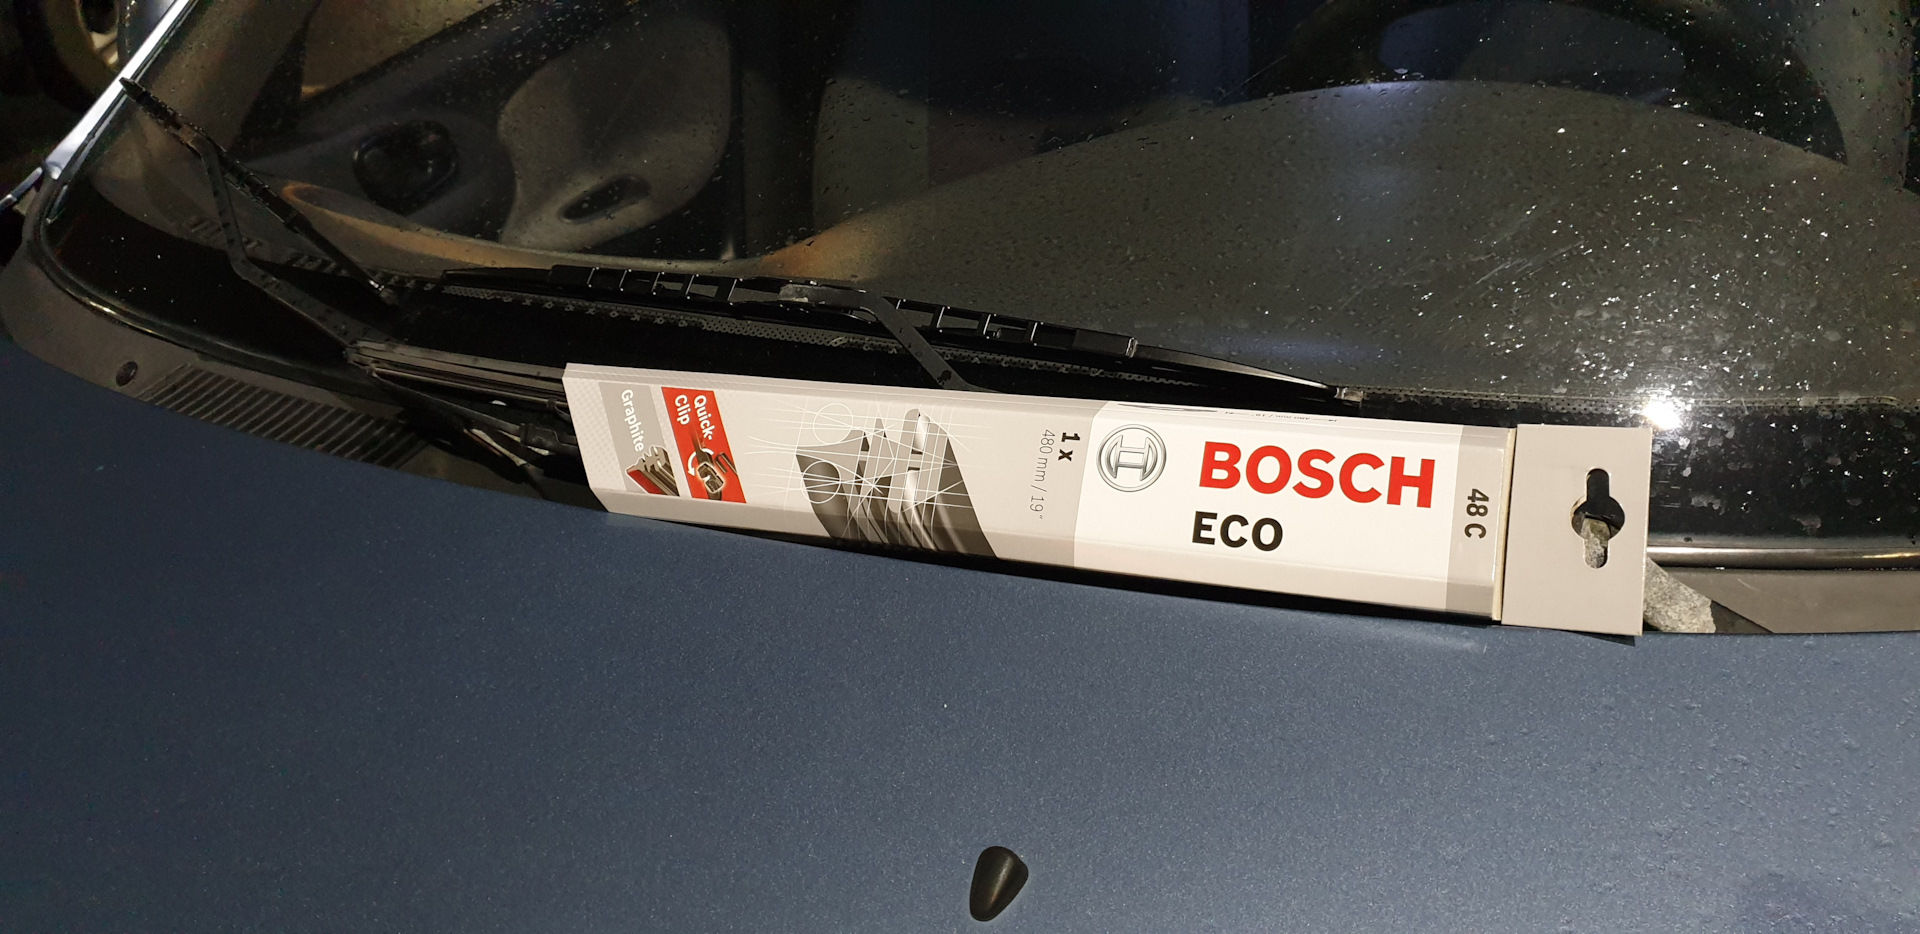 Graphite
Quick-
Clip
1 x
480 mm / 19"
BOSCH
ECO
48 C